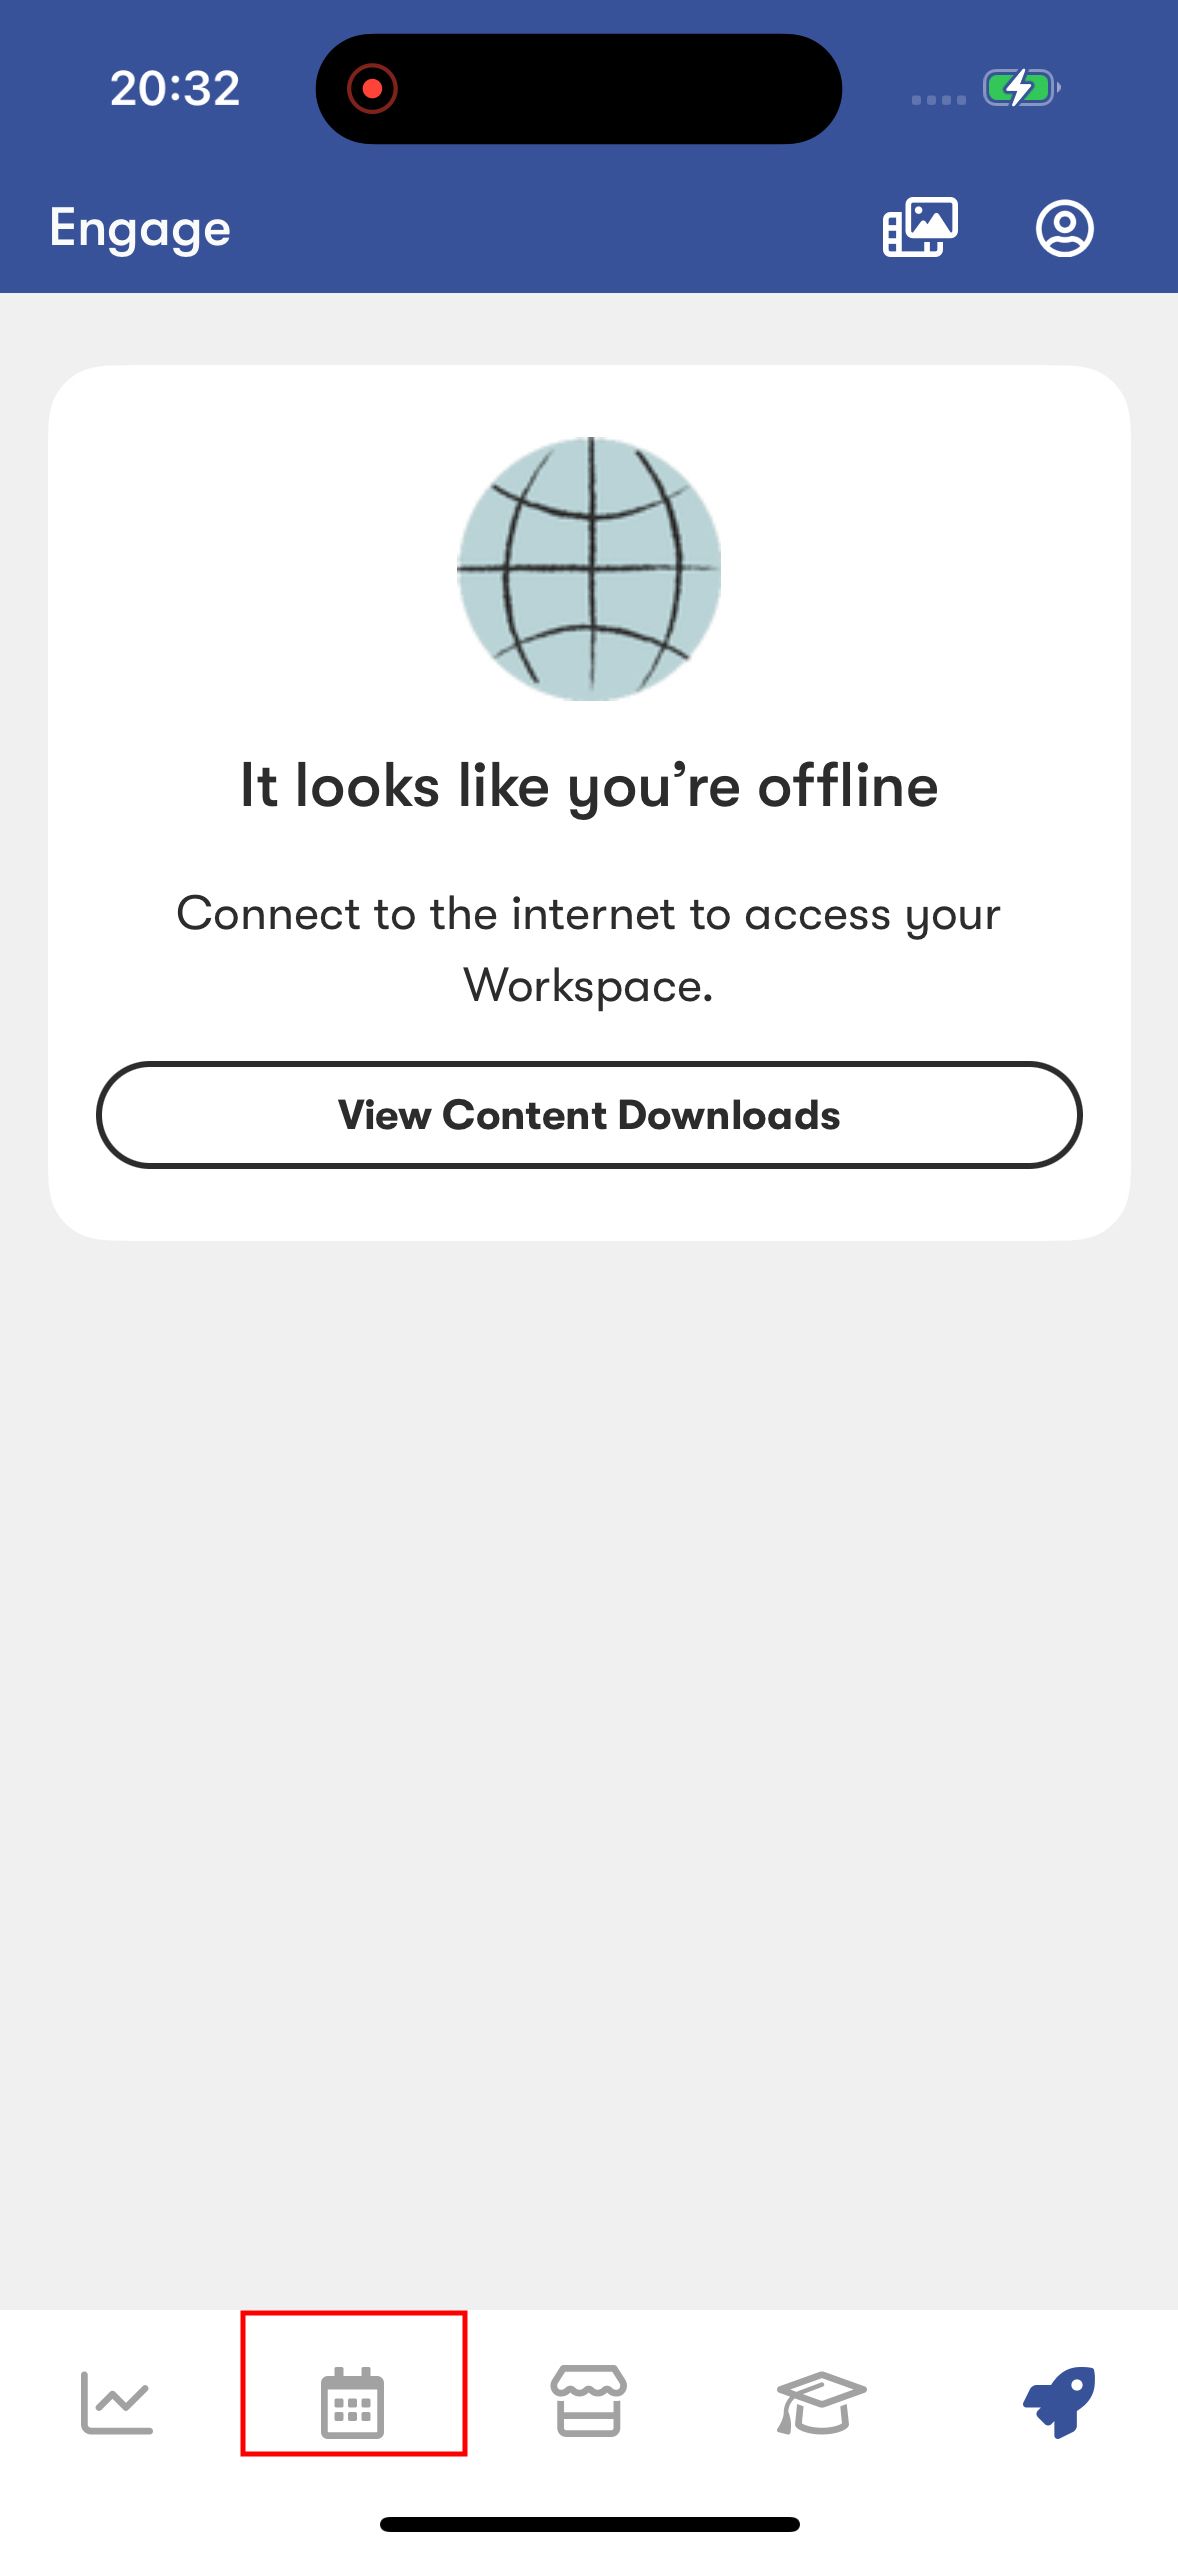 20:32
Engage
It looks like you’re offline
Connect to the internet to access your
Workspace.
View Content Downloads